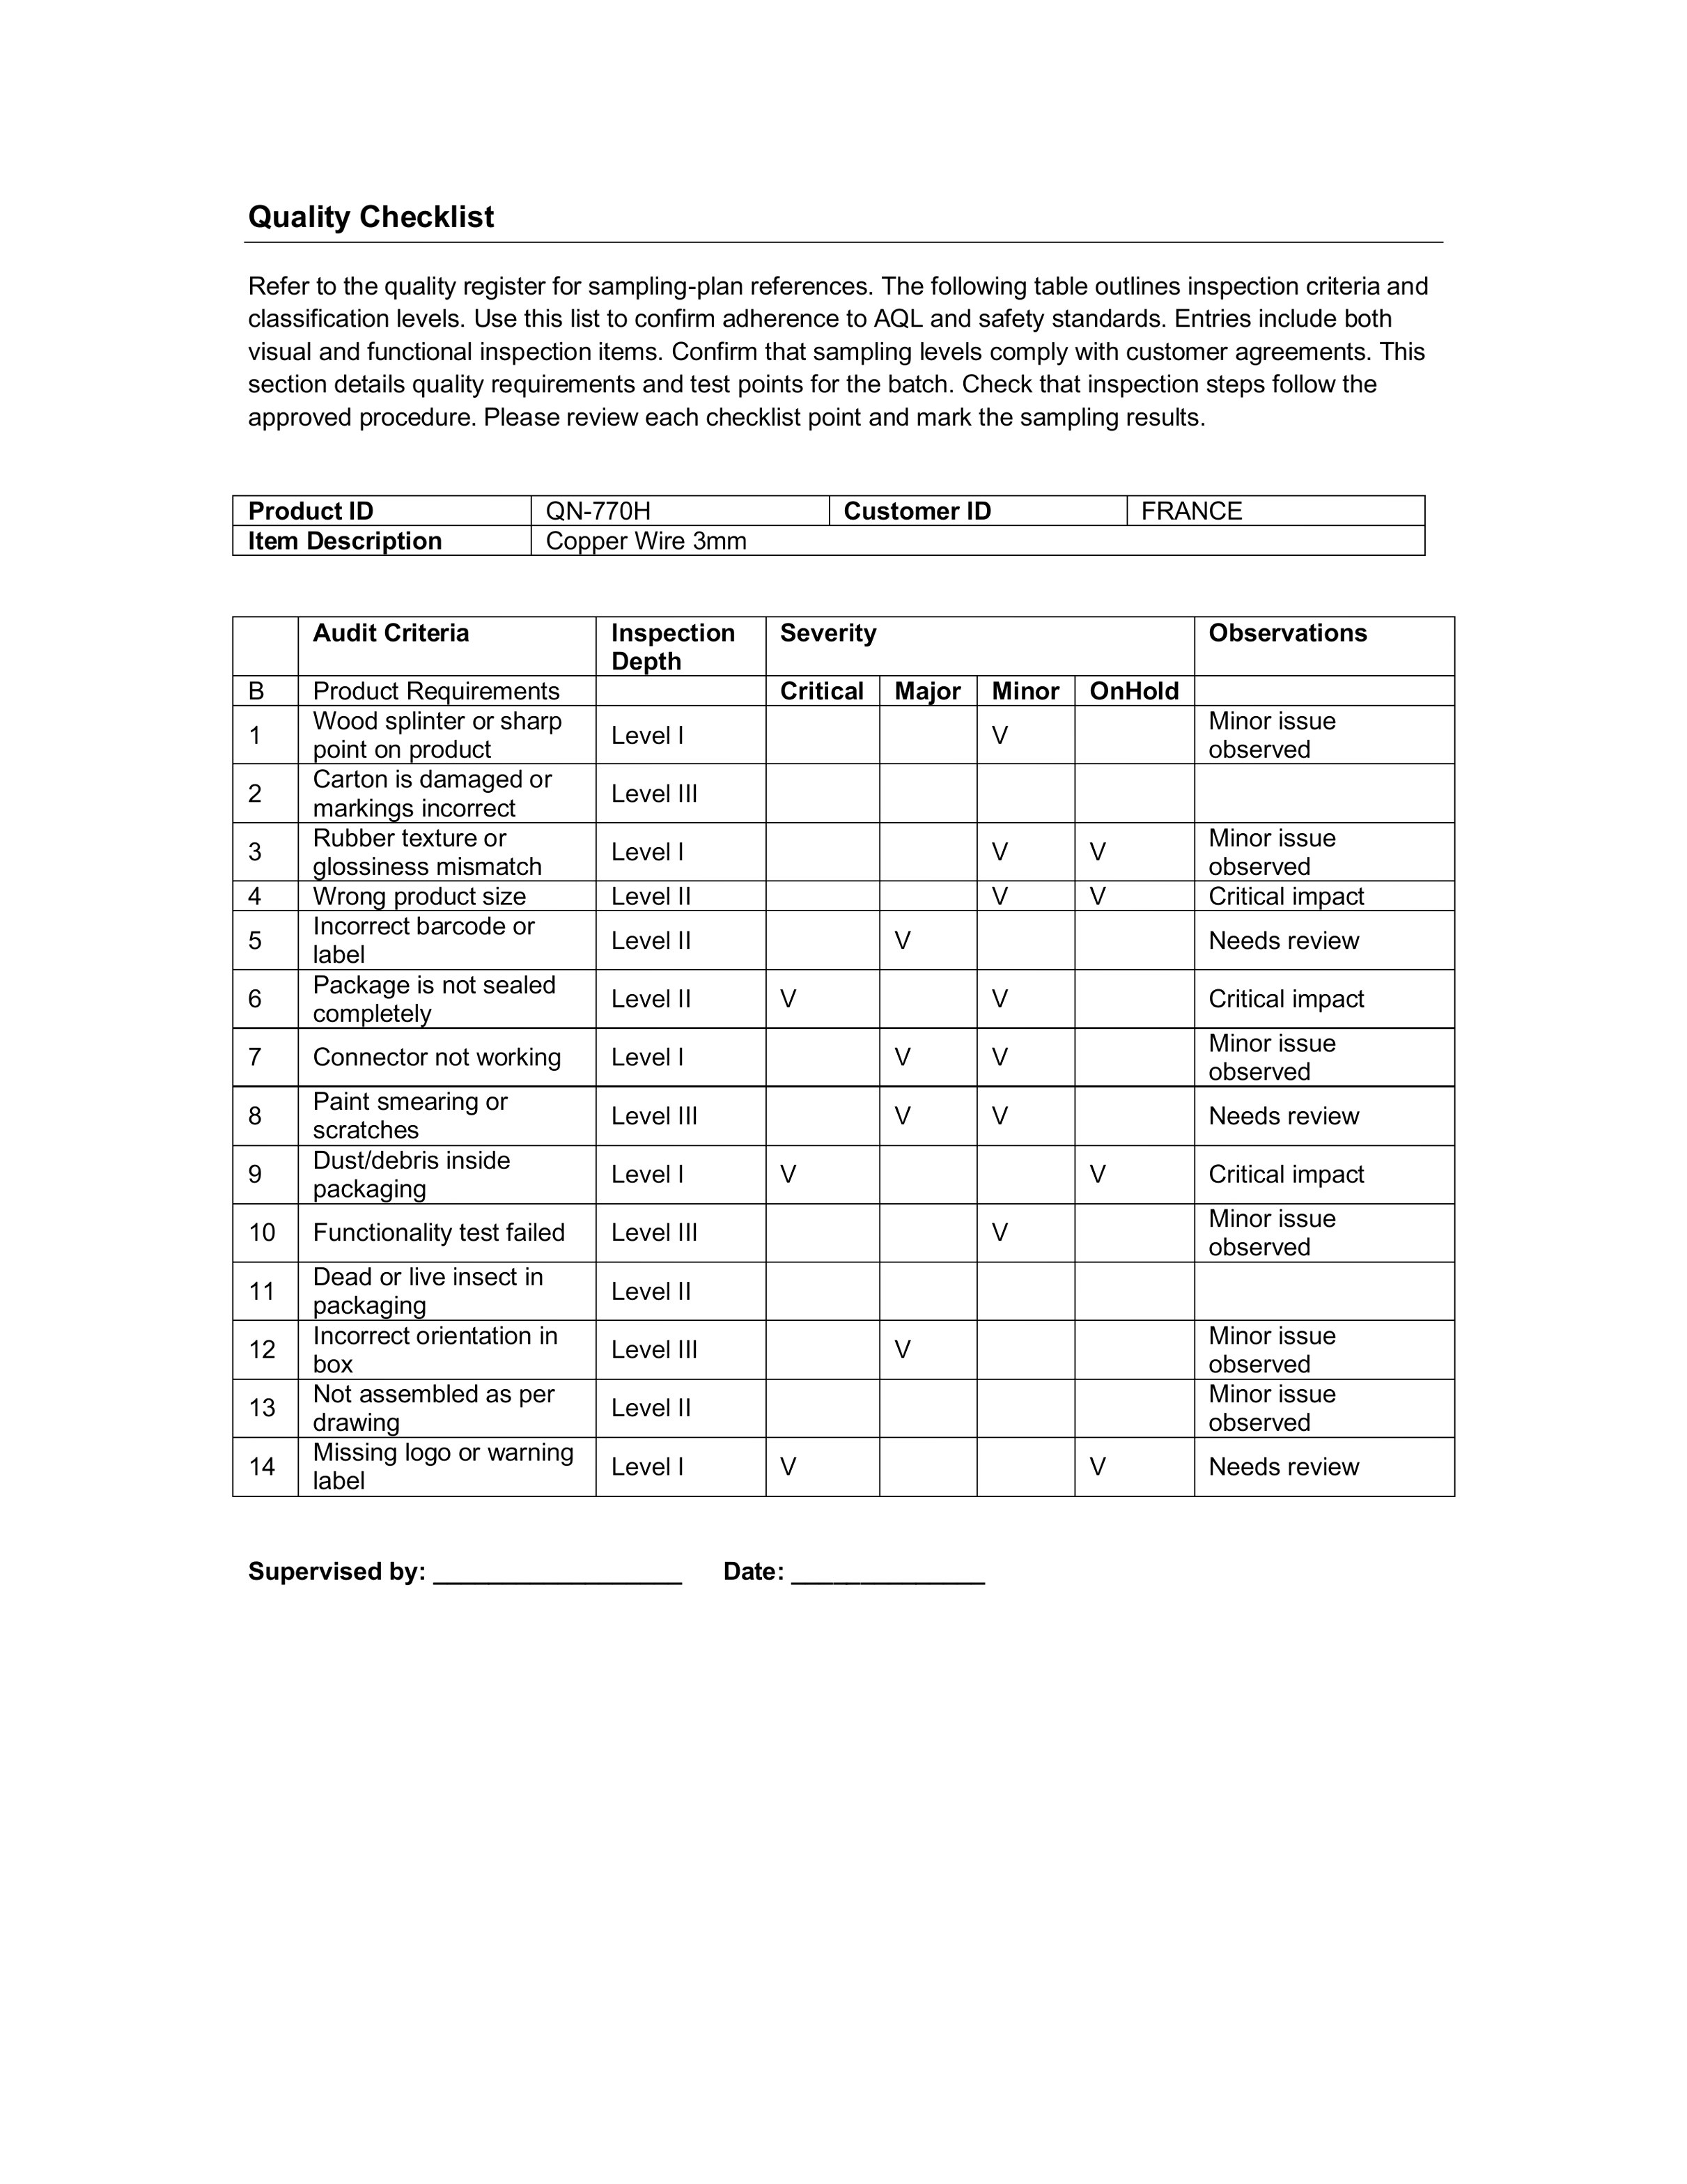 Quality Checklist
Refer to the quality register for sampling-plan references. The following table outlines inspection criteria and
classification levels. Use this list to confirm adherence to AQL and safety standards. Entries include both
visual and functional inspection items. Confirm that sampling levels comply with customer agreements. This
section details quality requirements and test points for the batch. Check that inspection steps follow the
approved procedure. Please review each checklist point and mark the sampling results.
Product ID QN-770H Customer ID FRANCE
Item Description Copper Wire 3mm
Audit Criteria Inspection Severity Observations
Depth
B Product Requirements Critical Major Minor OnHold
Wood splinter or sharp Minor issue
1 Level I V
point on product observed
Carton is damaged or
2 Level III
markings incorrect
Rubber texture or Minor issue
3 Level I V V
glossiness mismatch observed
4 Wrong product size Level II V V Critical impact
Incorrect barcode or
5 Level II V Needs review
label
Package is not sealed
6 Level II V V Critical impact
completely
Minor issue
7 Connector not working Level I V V
observed
Paint smearing or
8 Level III V V Needs review
scratches
Dust/debris inside
9 Level I V V Critical impact
packaging
Minor issue
10 Functionality test failed Level III V
observed
Dead or live insect in
11 Level II
packaging
Incorrect orientation in Minor issue
12 Level III V
box observed
Not assembled as per Minor issue
13 Level II
drawing observed
Missing logo or warning
14 Level I V V Needs review
label
Supervised by: __________________ Date: ______________